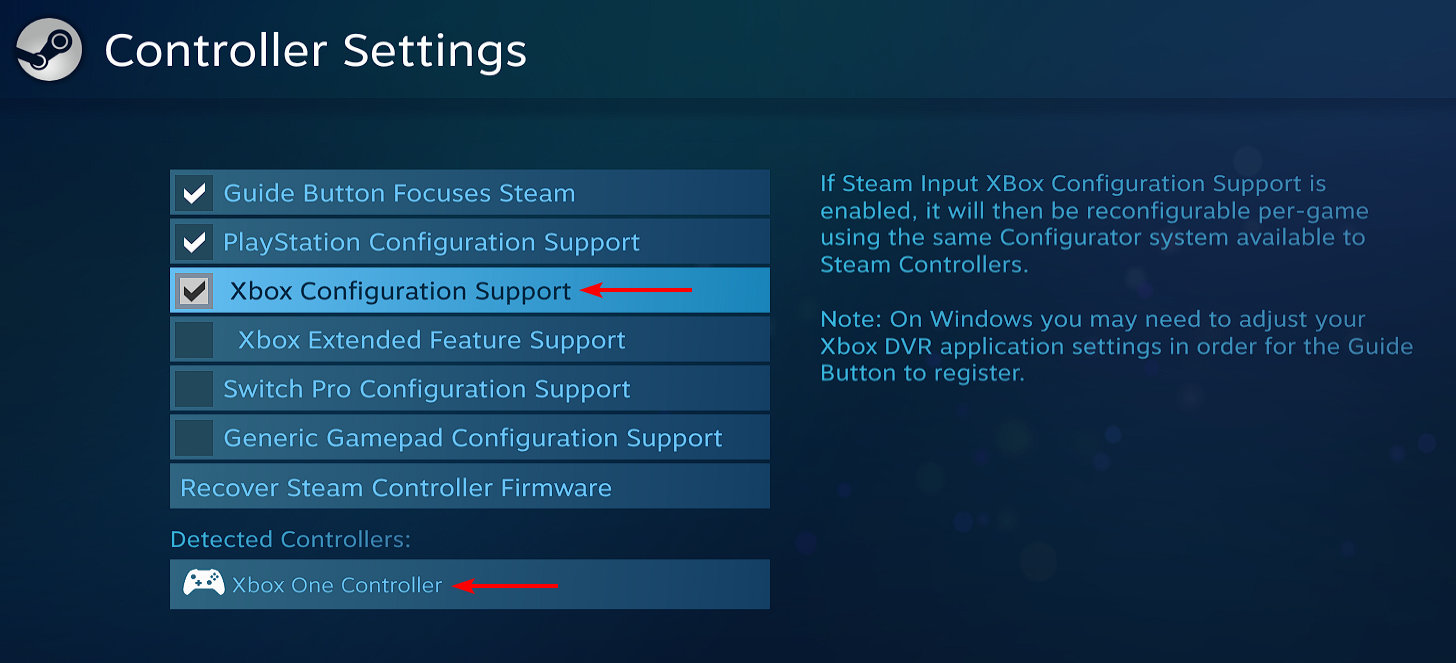 Controller Settings
Guide Button Focuses Steam
PlayStation Configuration Support
Xbox Configuration Support
Xbox Extended Feature Support
Switch Pro Configuration Support
Generic Gamepad Configuration Support
Recover Steam Controller Firmware
Detected Controllers:
Xbox One Controller
If Steam Input XBox Configuration Support is
enabled, it will then be reconfigurable per-game
using the same Configurator system available to
Steam Controllers.
Note: On Windows you may need to adjust your
Xbox DVR application settings in order for the Guide
Button to register.